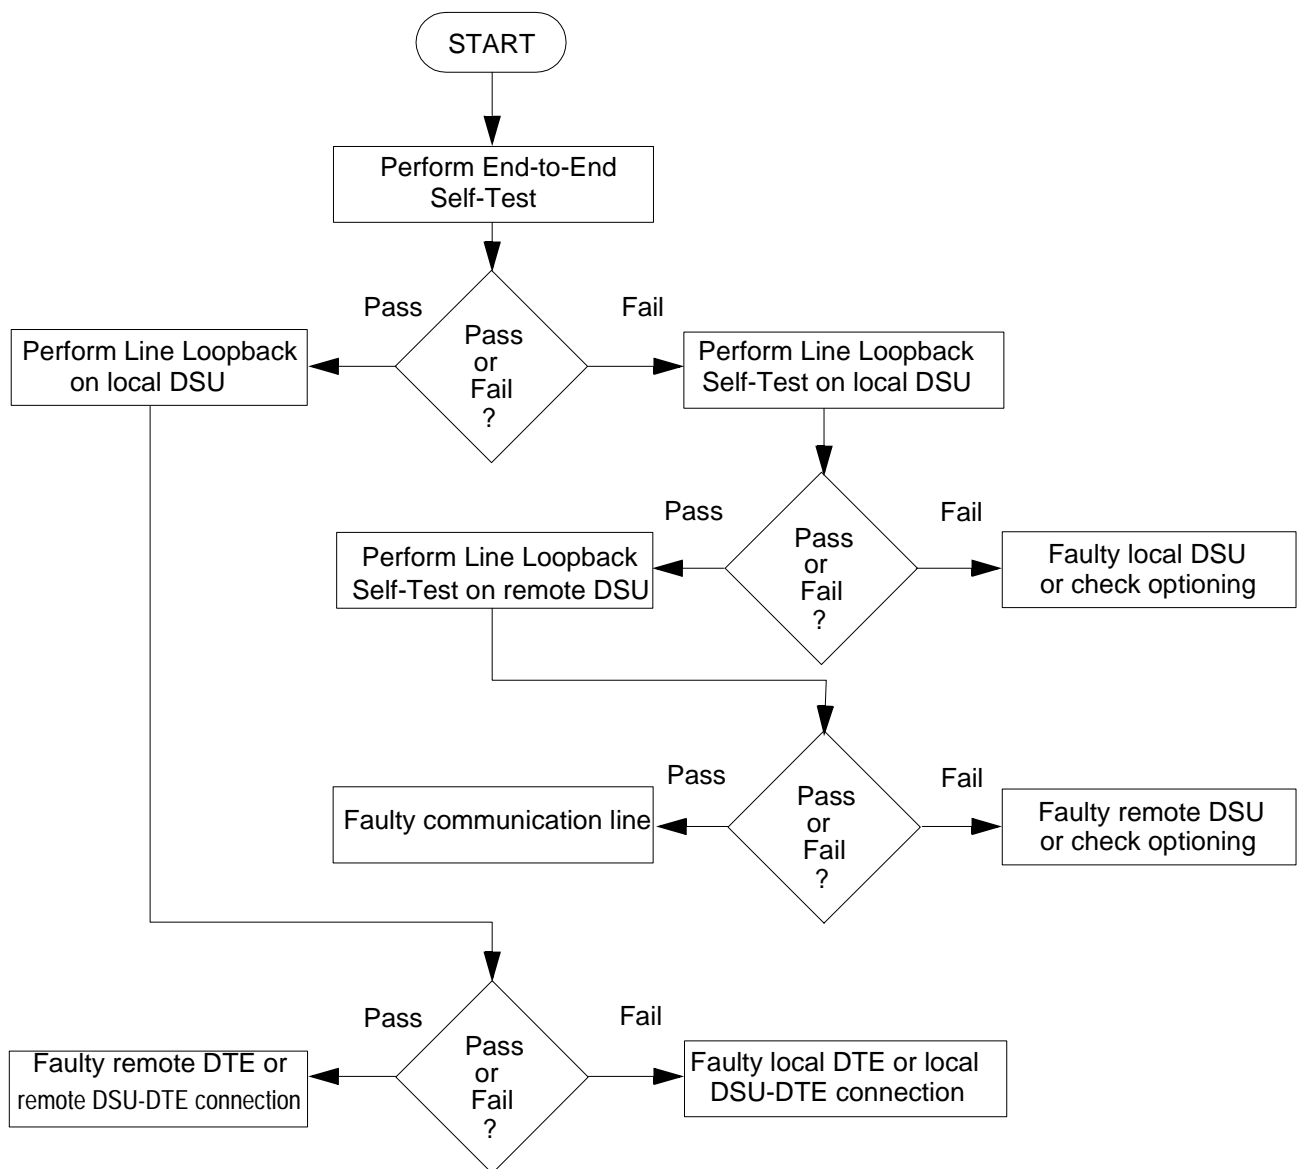 START
Perform End-to-End
Self-Test
Pass
Fail
Pass
or
Fail
?
Perform Line Loopback
on local DSU
Perform Line Loopback
Self-Test on local DSU
Pass
Fail
Pass
or
Fail
?
Perform Line Loopback
Self-Test on remote DSU
Faulty local DSU
or check optioning
Pass
Fail
Pass
or
Fail
?
Faulty communication line
Faulty remote DSU
or check optioning
Pass
Fail
Pass
or
Fail
?
Faulty remote DTE or
remote DSU-DTE connection
Faulty local DTE or local
DSU-DTE connection